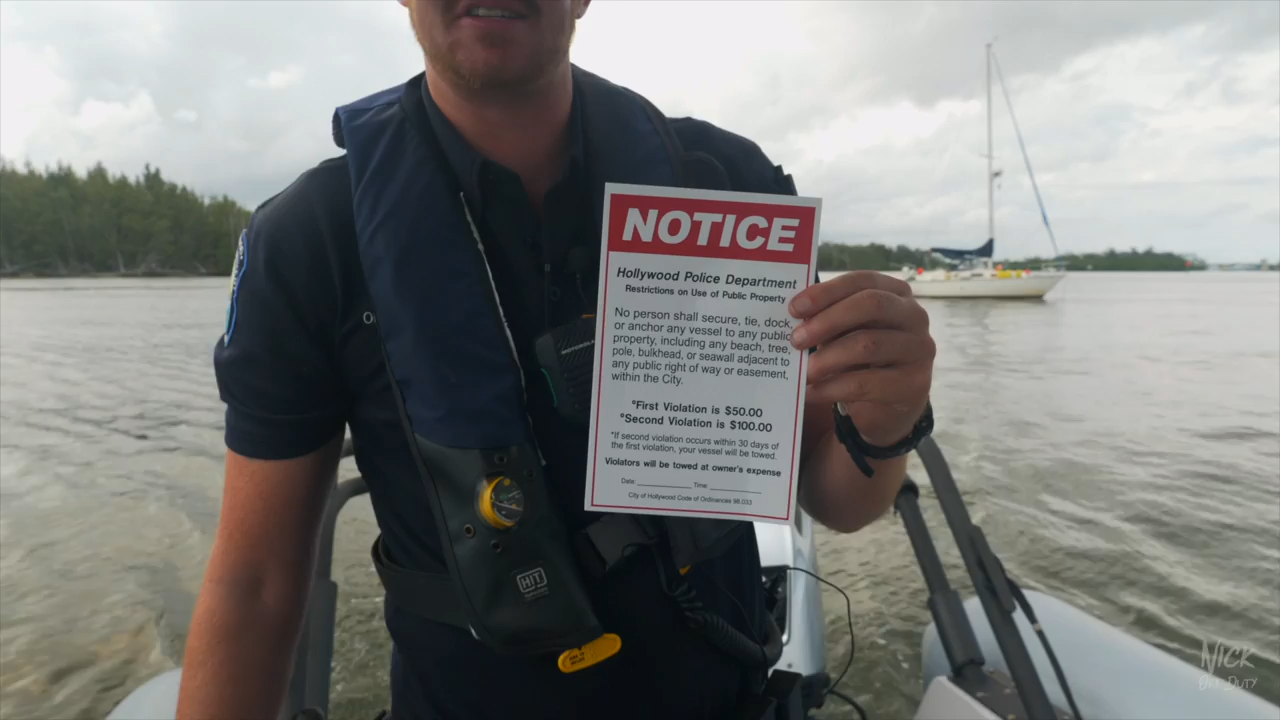 NOTICE
Hollywood Police Department
Restrictions on Use of Public Property
No person shall secure, tie, dock,
or anchor any vessel to any public
property, including any beach, tree,
pole, bulkhead, or seawall adjacent to
any public right of way or easement,
within the City.
°First Violation is $50.00
°Second Violation is $100.00
*If second violation occurs within 30 days of
the first violation, your vessel will be towed.
Violators will be towed at owner's expense
Date: Time:
City of Hollywood Code of Ordinances 98.033
MOTOROLA
HIT
NICK
OFF DUTY